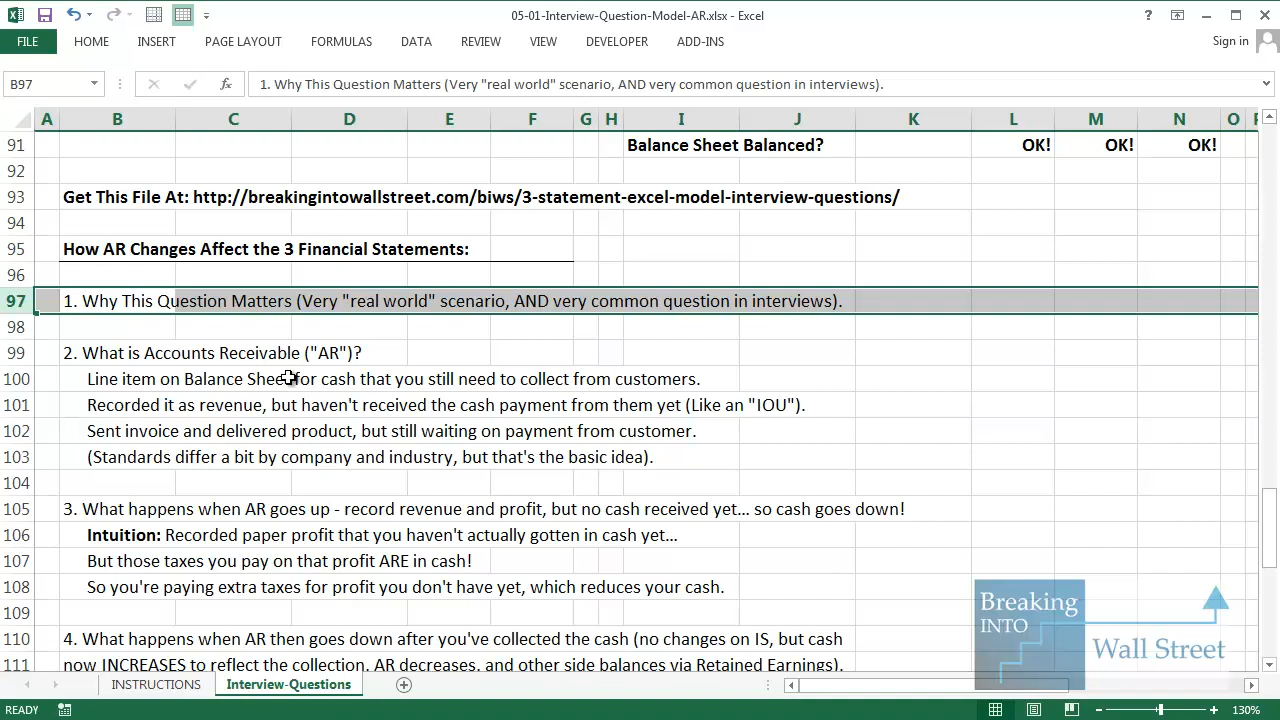 05-01-Interview-Question-Model-AR.xlsx - Excel
FILE HOME INSERT PAGE LAYOUT FORMULAS DATA REVIEW VIEW DEVELOPER ADD-INS Sign in
B97 fx 1. Why This Question Matters (Very "real world" scenario, AND very common question in interviews).
A B C D E F G H I J K L M N O
91 Balance Sheet Balanced? OK! OK! OK!
92
93 Get This File At: http://breakingintowallstreet.com/biws/3-statement-excel-model-interview-questions/
94
95 How AR Changes Affect the 3 Financial Statements:
96
97 1. Why This Question Matters (Very "real world" scenario, AND very common question in interviews).
98
99 2. What is Accounts Receivable ("AR")?
100 Line item on Balance Sheet for cash that you still need to collect from customers.
101 Recorded it as revenue, but haven't received the cash payment from them yet (Like an "IOU").
102 Sent invoice and delivered product, but still waiting on payment from customer.
103 (Standards differ a bit by company and industry, but that's the basic idea).
104
105 3. What happens when AR goes up - record revenue and profit, but no cash received yet... so cash goes down!
106 Intuition: Recorded paper profit that you haven't actually gotten in cash yet...
107 But those taxes you pay on that profit ARE in cash!
108 So you're paying extra taxes for profit you don't have yet, which reduces your cash.
109
110 4. What happens when AR then goes down after you've collected the cash (no changes on IS, but cash
111 now INCREASES to reflect the collection, AR decreases, and other side balances via Retained Earnings).
Breaking
INTO
Wall Street
INSTRUCTIONS Interview-Questions
READY 130%